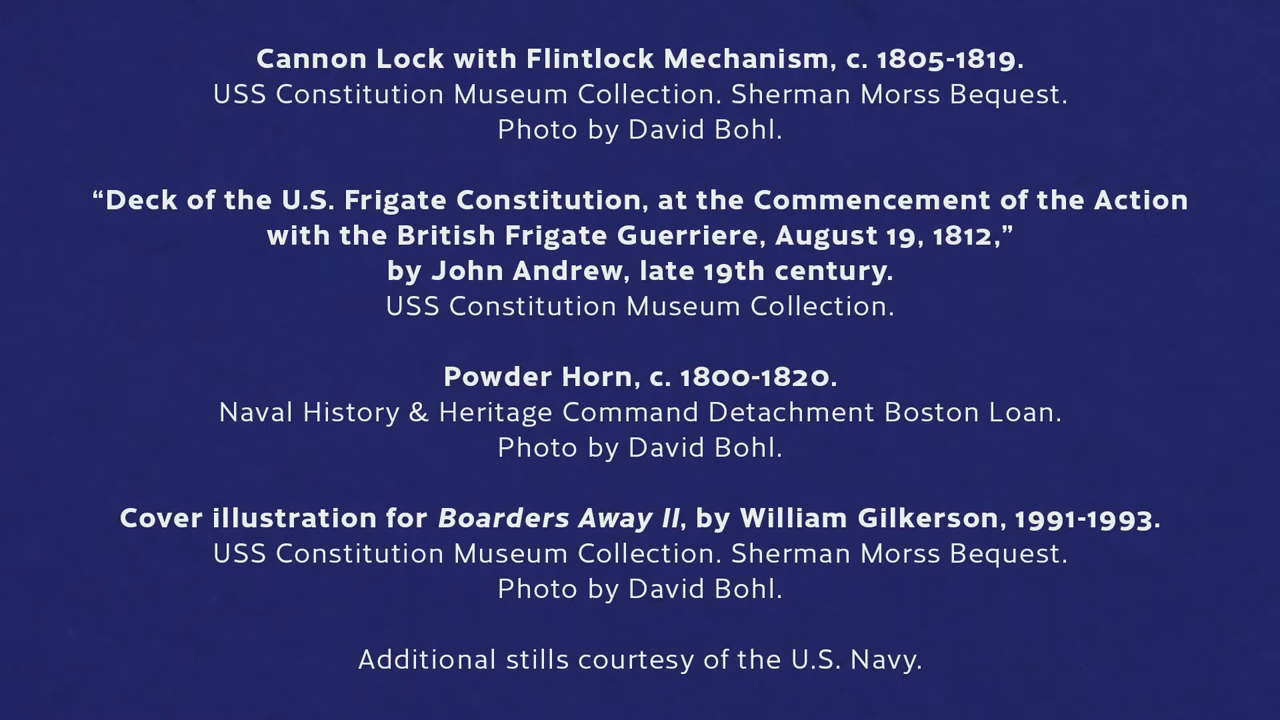 Cannon Lock with Flintlock Mechanism, c. 1805-1819.
USS Constitution Museum Collection. Sherman Morss Bequest.
Photo by David Bohl.
“Deck of the U.S. Frigate Constitution, at the Commencement of the Action
with the British Frigate Guerriere, August 19, 1812,”
by John Andrew, late 19th century.
USS Constitution Museum Collection.
Powder Horn, c. 1800-1820.
Naval History & Heritage Command Detachment Boston Loan.
Photo by David Bohl.
Cover illustration for Boarders Away II, by William Gilkerson, 1991-1993.
USS Constitution Museum Collection. Sherman Morss Bequest.
Photo by David Bohl.
Additional stills courtesy of the U.S. Navy.